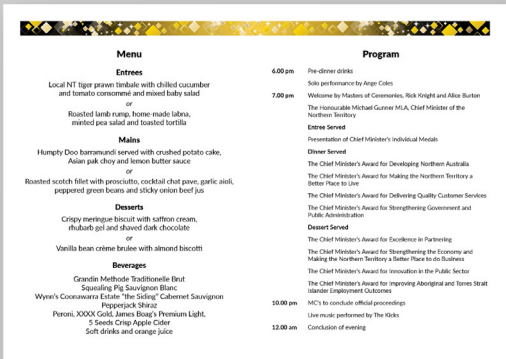 Menu
Entrees
Local NT tiger prawn timbale with chilled cucumber
and tomato consommé and mixed baby salad
or
Roasted lamb rump, home-made labna,
minted pea salad and toasted tortilla
Mains
Humpty Doo barramundi served with crushed potato cake,
Asian pak choy and lemon butter sauce
or
Roasted scotch fillet with prosciutto, cocktail chat pave, garlic aioli,
peppered green beans and sticky onion beef jus
Desserts
Crispy meringue biscuit with saffron cream,
rhubarb gel and shaved dark chocolate
or
Vanilla bean crème brulee with almond biscotti
Beverages
Grandin Methode Traditionelle Brut
Squealing Pig Sauvignon Blanc
Wynn's Coonawarra Estate "the Siding" Cabernet Sauvignon
Pepperjack Shiraz
Peroni, XXXX Gold, James Boag's Premium Light,
5 Seeds Crisp Apple Cider
Soft drinks and orange juice
Program
6.00 pm Pre-dinner drinks
Solo performance by Ange Coles
7.00 pm Welcome by Masters of Ceremonies, Rick Knight and Alice Burton
The Honourable Michael Gunner MLA, Chief Minister of the
Northern Territory
Entree Served
Presentation of Chief Minister's Individual Medals
Dinner Served
The Chief Minister's Award for Developing Northern Australia
The Chief Minister's Award for Making the Northern Territory a
Better Place to Live
The Chief Minister's Award for Delivering Quality Customer Services
The Chief Minister's Award for Strengthening Government and
Public Administration
Dessert Served
The Chief Minister's Award for Excellence in Partnering
The Chief Minister's Award for Strengthening the Economy and
Making the Northern Territory a Better Place to do Business
The Chief Minister's Award for Innovation in the Public Sector
The Chief Minister's Award for Improving Aboriginal and Torres Strait
Islander Employment Outcomes
10.00 pm MC's to conclude official proceedings
Live music performed by The Kicks
12.00 am Conclusion of evening